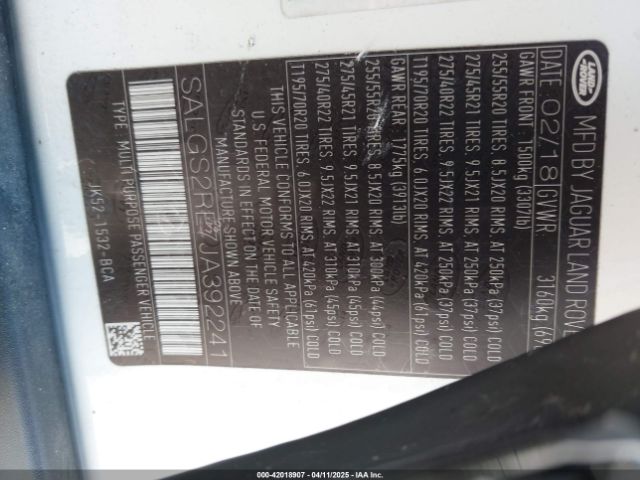 LAND ROVER
MFD BY JAGUAR LAND ROV
DATE: 02/18 GVWR 3160kg (69
GAWR FRONT: 1500kg (3307lb)
255/55R20 TIRES. 8.5JX20 RIMS. AT 250kPa (37psi) COLD
275/45R21 TIRES. 9.5JX21 RIMS. AT 250kPa (37psi) COLD
275/40R22 TIRES. 9.5JX22 RIMS. AT 250kPa (37psi) COLD
T195/70R20 TIRES. 6.0JX20 RIMS. AT 420kPa (61psi) COLD
GAWR REAR: 1775kg (3913lb)
255/55R20 TIRES. 8.5JX20 RIMS. AT 300kPa (44psi) COLD
275/45R21 TIRES. 9.5JX21 RIMS. AT 310kPa (45psi) COLD
275/40R22 TIRES. 9.5JX22 RIMS. AT 310kPa (45psi) COLD
T195/70R20 TIRES. 6.0JX20 RIMS. AT 420kPa (61psi) COLD
THIS VEHICLE CONFORMS TO ALL APPLICABLE
U.S. FEDERAL MOTOR VEHICLE SAFETY
STANDARDS IN EFFECT ON THE DATE OF
MANUFACTURE SHOWN ABOVE
JA392241
TYPE: MULTI PURPOSE PASSENGER VEHICLE
JK52-1532-BCA
000-42018907 - 04/11/2025 - IAA Inc.